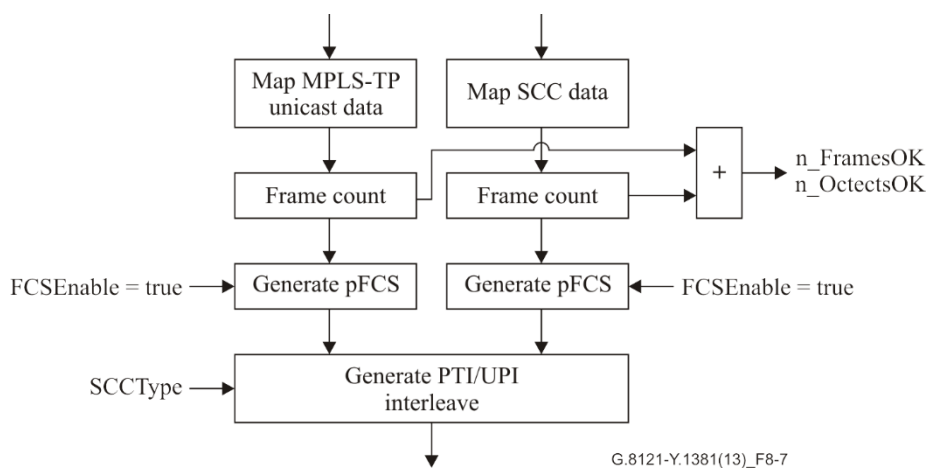 Map MPLS-TP
unicast data
Map SCC data
+
n_FramesOK
n_OctectsOK
Frame count
Frame count
FCSEnable = true
Generate pFCS
Generate pFCS
FCSEnable = true
SCCType
Generate PTI/UPI
interleave
G.8121-Y.1381(13)_F8-7